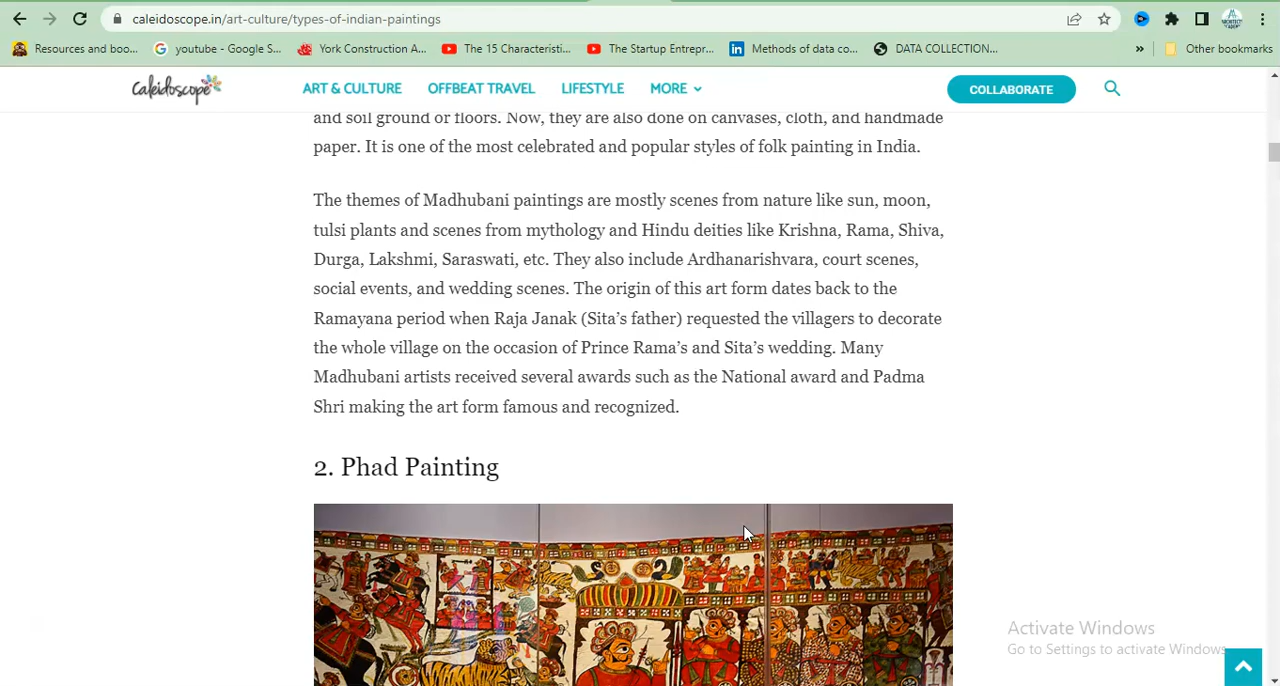 caleidoscope.in/art-culture/types-of-indian-paintings
Resources and boo...
youtube - Google S...
York Construction A...
The 15 Characteristi...
The Startup Entrepr...
Methods of data co...
DATA COLLECTION...
»
Other bookmarks
Caleidoscope
ART & CULTURE
OFFBEAT TRAVEL
LIFESTYLE
MORE
COLLABORATE
and soil ground or floors. Now, they are also done on canvases, cloth, and handmade
paper. It is one of the most celebrated and popular styles of folk painting in India.
The themes of Madhubani paintings are mostly scenes from nature like sun, moon,
tulsi plants and scenes from mythology and Hindu deities like Krishna, Rama, Shiva,
Durga, Lakshmi, Saraswati, etc. They also include Ardhanarishvara, court scenes,
social events, and wedding scenes. The origin of this art form dates back to the
Ramayana period when Raja Janak (Sita’s father) requested the villagers to decorate
the whole village on the occasion of Prince Rama’s and Sita’s wedding. Many
Madhubani artists received several awards such as the National award and Padma
Shri making the art form famous and recognized.
2. Phad Painting
Activate Windows
Go to Settings to activate Windows.